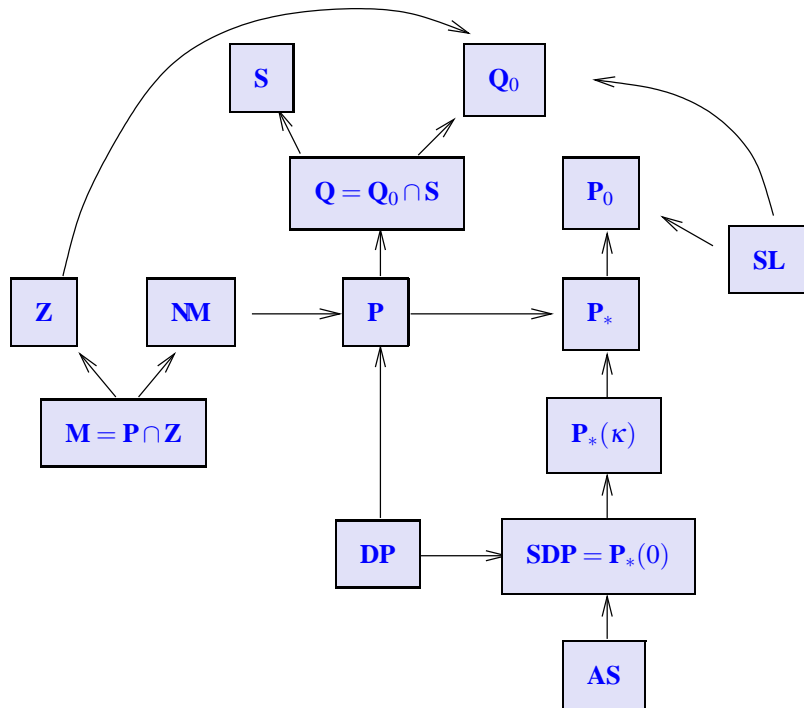 S
Q₀
Q = Q₀ ∩ S
P₀
SL
Z
NM
P
P∗
M = P ∩ Z
P∗(κ)
DP
SDP = P∗(0)
AS